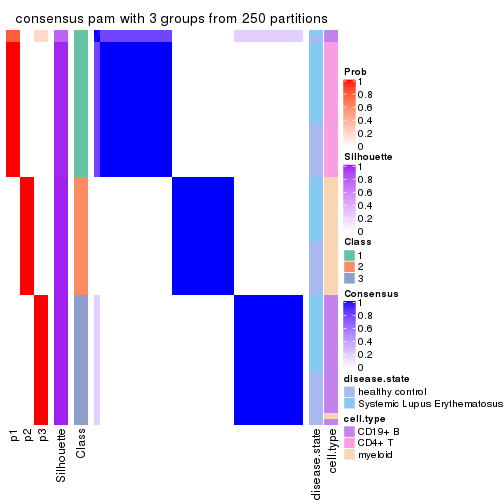 consensus pam with 3 groups from 250 partitions
Prob
1
0.8
0.6
0.4
0.2
0
Silhouette
1
0.8
0.6
0.4
0.2
0
Class
1
2
3
Consensus
1
0.8
0.6
0.4
0.2
0
disease.state
healthy control
Systemic Lupus Erythematosus
cell.type
CD19+ B
CD4+ T
myeloid
p1
p2
p3
Silhouette
Class
disease.state
cell.type